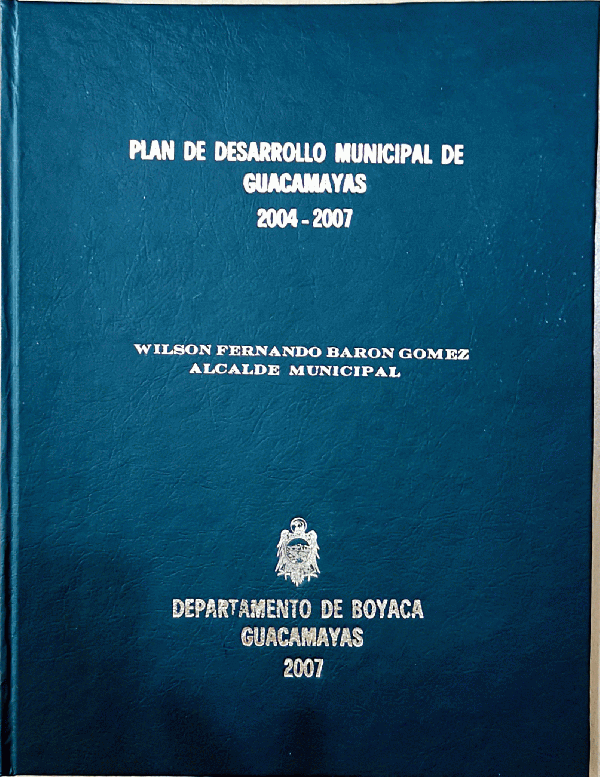 PLAN DE DESARROLLO MUNICIPAL DE
GUACAMAYAS
2004-2007
WILSON FERNANDO BARON GOMEZ
ALCALDE MUNICIPAL
DEPARTAMENTO DE BOYACA
GUACAMAYAS
2007